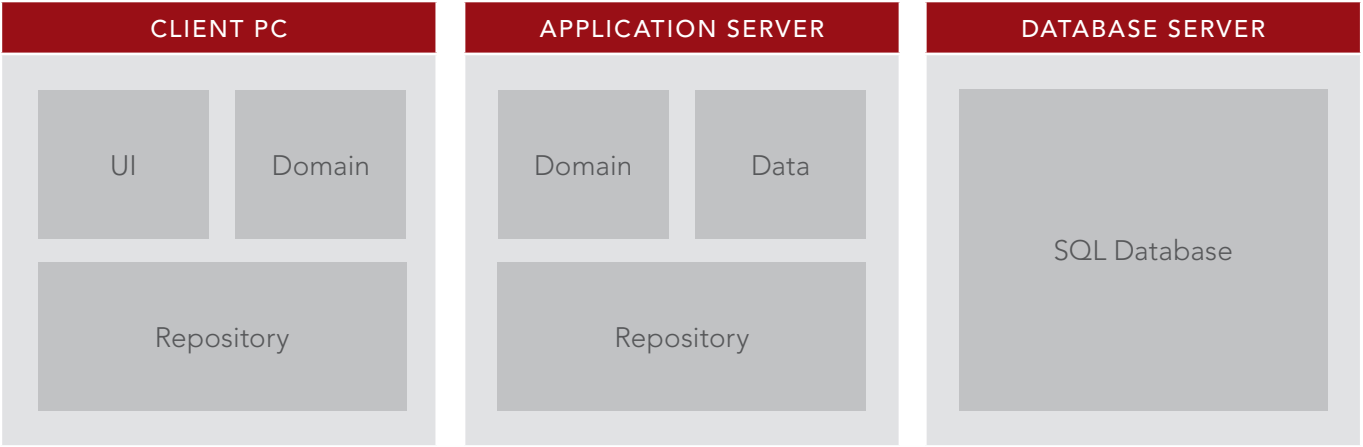 CLIENT PC
UI
Domain
Repository
APPLICATION SERVER
Domain
Data
Repository
DATABASE SERVER
SQL Database